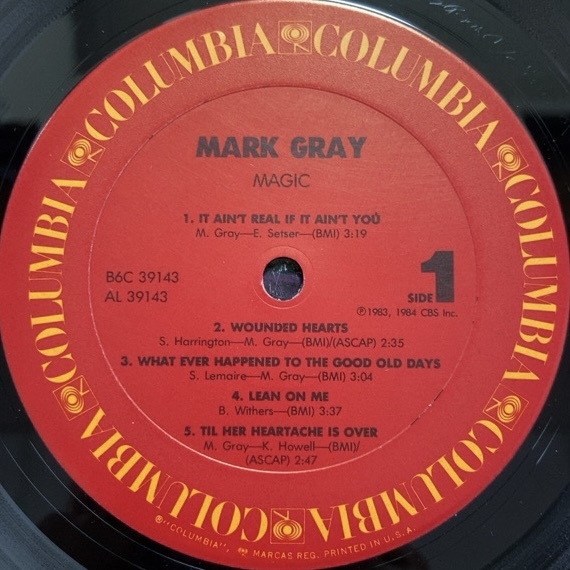 COLUMBIA COLUMBIA COLUMBIA COLUMBIA COLUMBIA COLUMBIA
MARK GRAY
MAGIC
1. IT AIN'T REAL IF IT AIN'T YOU
M. Gray—E. Setser—(BMI) 3:19
B6C 39143
AL 39143
SIDE 1
Ⓟ1983, 1984 CBS Inc.
2. WOUNDED HEARTS
S. Harrington—M. Gray—(BMI)/(ASCAP) 2:35
3. WHAT EVER HAPPENED TO THE GOOD OLD DAYS
S. Lemaire—M. Gray—(BMI) 3:04
4. LEAN ON ME
B. Withers—(BMI) 3:37
5. TIL HER HEARTACHE IS OVER
M. Gray—K. Howell—(BMI)/
(ASCAP) 2:47
®"COLUMBIA", MARCAS REG. PRINTED IN U.S.A.